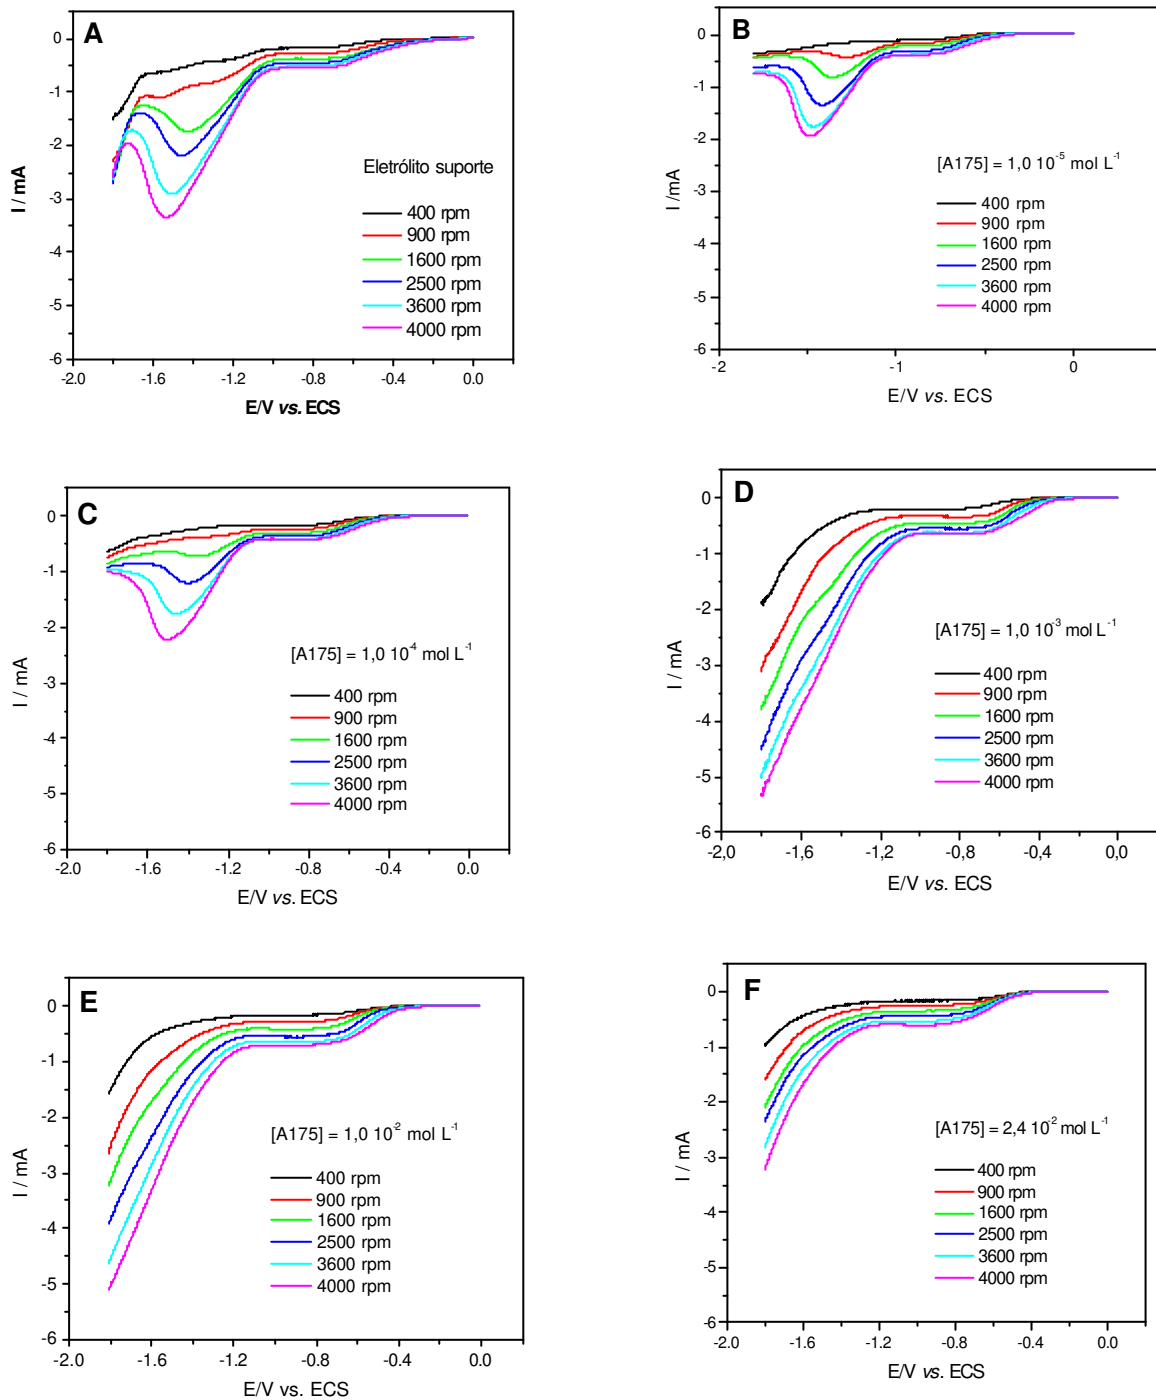 A
0
-1
-2
-3
-4
-5
-6
I / mA
Eletrólito suporte
400 rpm
900 rpm
1600 rpm
2500 rpm
3600 rpm
4000 rpm
-2.0 -1.6 -1.2 -0.8 -0.4 0.0
E/V vs. ECS
B
0
-1
-2
-3
-4
-5
-6
I /mA
[A175] = 1,0 10-5 mol L-1
400 rpm
900 rpm
1600 rpm
2500 rpm
3600 rpm
4000 rpm
-2 -1 0
E/V vs. ECS
C
0
-1
-2
-3
-4
-5
-6
I / mA
[A175] = 1,0 10-4 mol L-1
400 rpm
900 rpm
1600 rpm
2500 rpm
3600 rpm
4000 rpm
-2.0 -1.6 -1.2 -0.8 -0.4 0.0
E/V vs. ECS
D
0
-1
-2
-3
-4
-5
-6
I / mA
[A175] = 1,0 10-3 mol L-1
400 rpm
900 rpm
1600 rpm
2500 rpm
3600 rpm
4000 rpm
-2,0 -1,6 -1,2 -0,8 -0,4 0,0
E/V vs. ECS
E
0
-1
-2
-3
-4
-5
-6
I / mA
[A175] = 1,0 10-2 mol L-1
400 rpm
900 rpm
1600 rpm
2500 rpm
3600 rpm
4000 rpm
-2.0 -1.6 -1.2 -0.8 -0.4 0.0
E/V vs. ECS
F
0
-1
-2
-3
-4
-5
-6
I / mA
[A175] = 2,4 10-2 mol L-1
400 rpm
900 rpm
1600 rpm
2500 rpm
3600 rpm
4000 rpm
-2.0 -1.6 -1.2 -0.8 -0.4 0.0
E/V vs. ECS